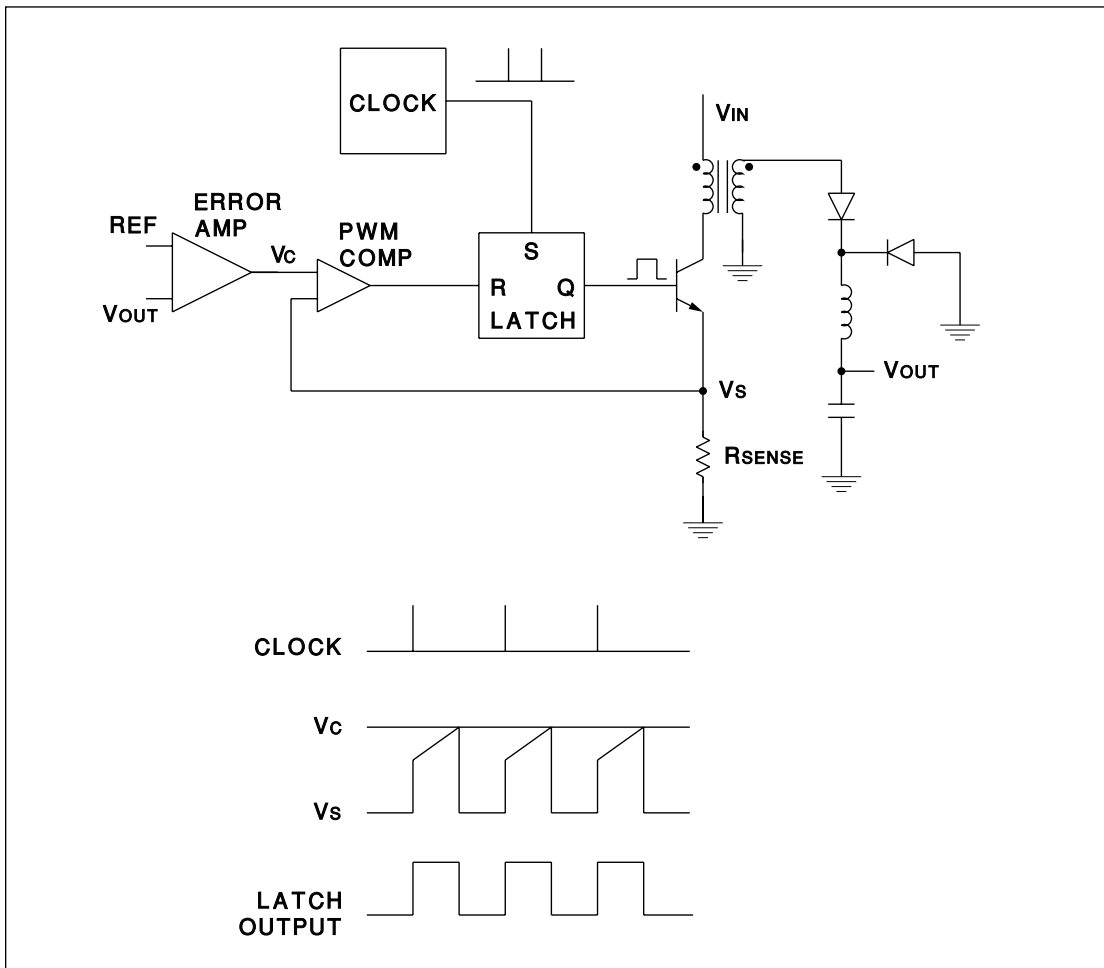 CLOCK
VIN
ERROR
AMP
REF
VC
PWM
COMP
S
R Q
LATCH
VOUT
VOUT
VS
RSENSE
CLOCK
VC
VS
LATCH
OUTPUT